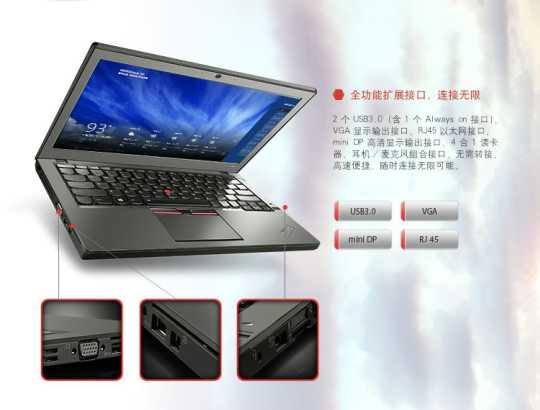 93°
全功能扩展接口、连接无限
2 个 USB3.0 (含 1 个 Always on 接口)、
VGA 显示输出接口、RJ45 以太网接口、
mini DP 高清显示输出接口、4 合 1 读卡
器、耳机／麦克风组合接口，无需转接，
高速便捷，随时连接无限可能。
USB3.0
VGA
mini DP
RJ 45